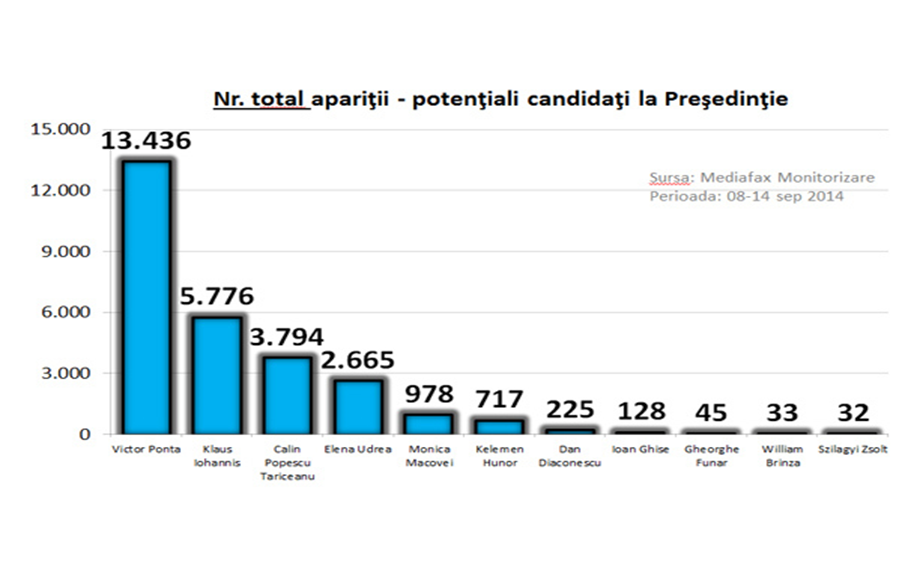 Nr. total apariţii - potenţiali candidaţi la Preşedinţie
15.000
13.436
Sursa: Mediafax Monitorizare
12.000
Perioada: 08-14 sep 2014
9.000
6.000
5.776
3.794
3.000
2.665
978
717
225
128
45
33
32
0
Victor Ponta
Klaus
Iohannis
Calin
Popescu
Tariceanu
Elena Udrea
Monica
Macovei
Kelemen
Hunor
Dan
Diaconescu
Ioan Ghise
Gheorghe
Funar
William
Brinza
Szilagyi Zsolt